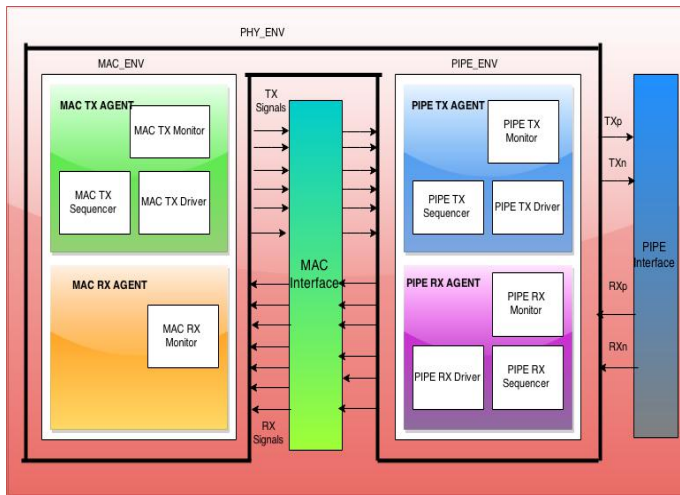 PHY_ENV
MAC_ENV
PIPE_ENV
MAC TX AGENT
MAC TX Monitor
MAC TX
Sequencer
MAC TX Driver
MAC RX AGENT
MAC RX
Monitor
TX
Signals
MAC
Interface
RX
Signals
PIPE TX AGENT
PIPE TX
Monitor
PIPE TX
Sequencer
PIPE TX Driver
PIPE RX AGENT
PIPE RX
Monitor
PIPE RX Driver
PIPE RX
Sequencer
TXp
TXn
RXp
RXn
PIPE
Interface